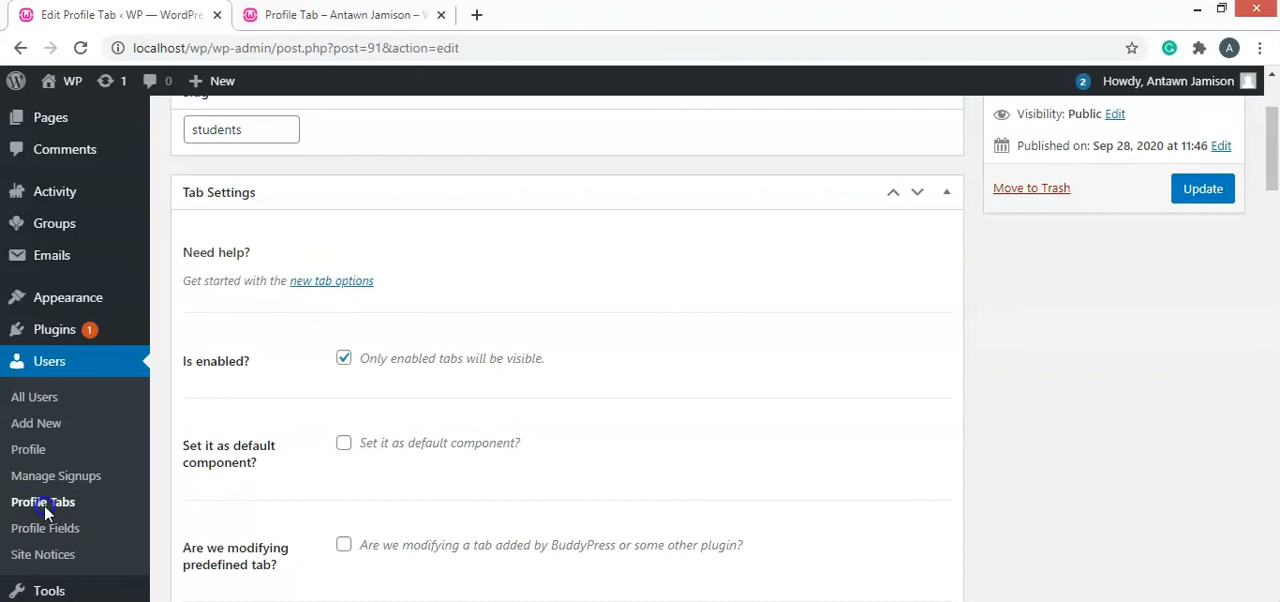 Edit Profile Tab ‹ WP — WordPre
Profile Tab – Antawn Jamison – W
localhost/wp/wp-admin/post.php?post=91&action=edit
A
WP
1
0
New
2
Howdy, Antawn Jamison
Pages
Comments
Activity
Groups
Emails
Appearance
Plugins 1
Users
All Users
Add New
Profile
Manage Signups
Profile Tabs
Profile Fields
Site Notices
Tools
students
Tab Settings
Need help?
Get started with the new tab options
Is enabled?
Only enabled tabs will be visible.
Set it as default component?
Set it as default component?
Are we modifying predefined tab?
Are we modifying a tab added by BuddyPress or some other plugin?
Visibility: Public Edit
Published on: Sep 28, 2020 at 11:46 Edit
Move to Trash
Update